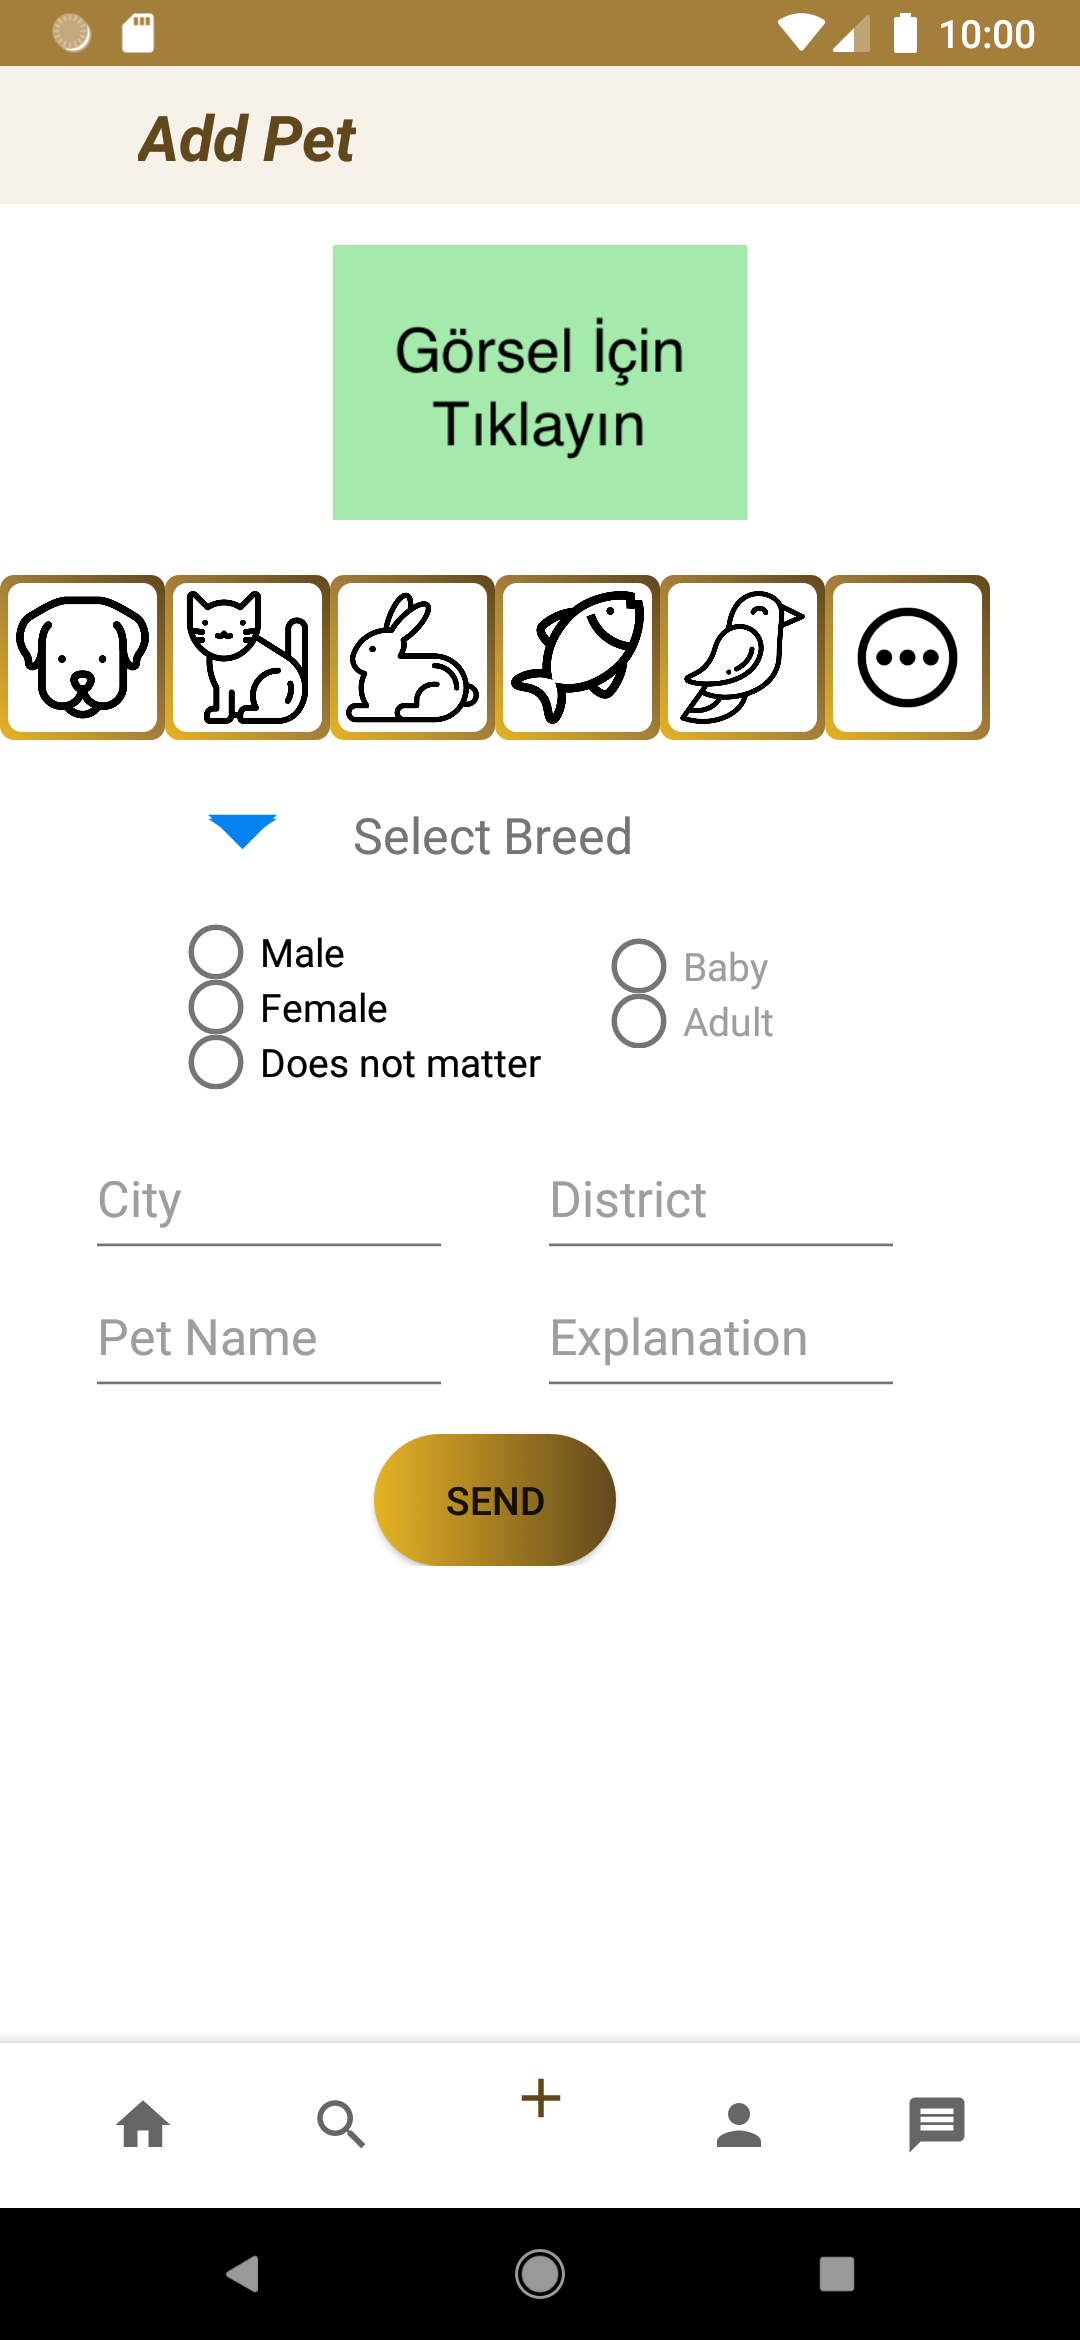 10:00
Add Pet
Görsel İçin
Tıklayın
Select Breed
Male
Female
Does not matter
Baby
Adult
City
District
Pet Name
Explanation
SEND